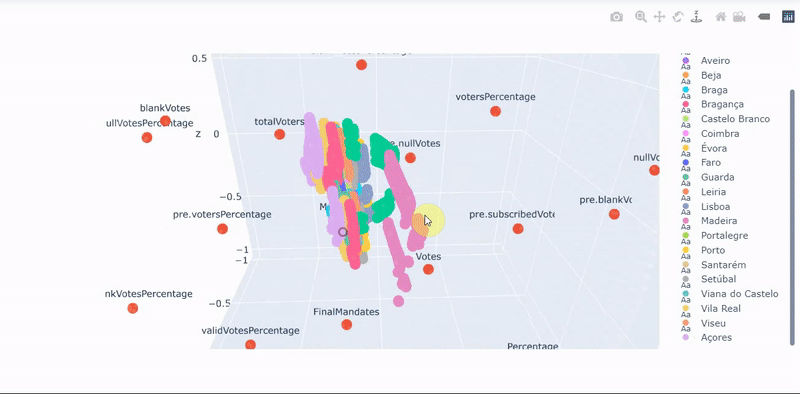 0.5
votersPercentage
blankVotes
totalVoters
z
0
nullVotes
−0.5
pre.votersPercentage
pre.subscribedVote
pre.blankVo
−1
−1
Votes
nkVotesPercentage
−0.5
FinalMandates
validVotesPercentage
Percentage
Aa Aveiro
Aa Beja
Aa Braga
Aa Bragança
Aa Castelo Branco
Aa Coimbra
Aa Évora
Aa Faro
Aa Guarda
Aa Leiria
Aa Lisboa
Aa Madeira
Aa Portalegre
Aa Porto
Aa Santarém
Aa Setúbal
Aa Viana do Castelo
Aa Vila Real
Aa Viseu
Aa Açores